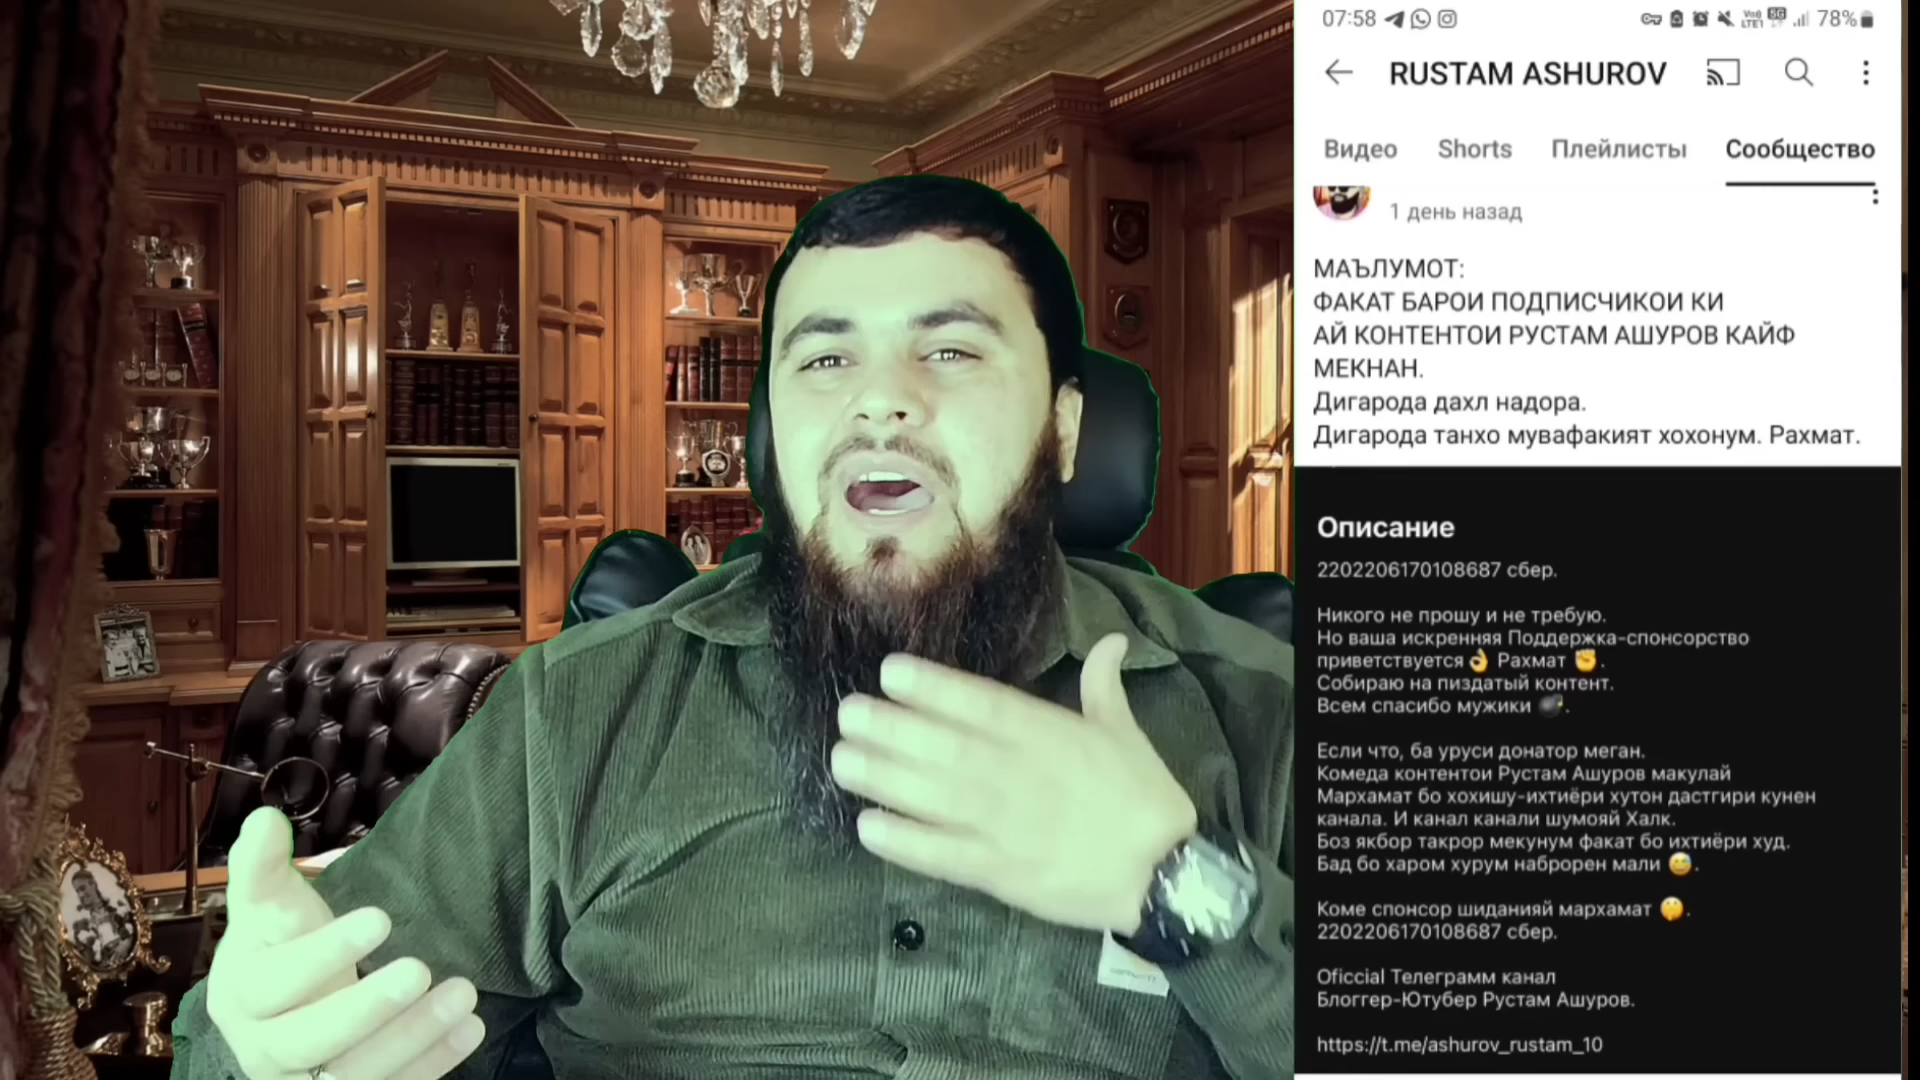 07:58
Vo)) LTE1 5G 78%
RUSTAM ASHUROV
Видео Shorts Плейлисты Сообщество
1 день назад
МАЪЛУМОТ:
ФАКАТ БАРОИ ПОДПИСЧИКОИ КИ
АЙ КОНТЕНТОИ РУСТАМ АШУРОВ КАЙФ
МЕКНАН.
Дигарода дахл надора.
Дигарода танхо мувафакият хохонум. Рахмат.
Описание
2202206170108687 сбер.
Никого не прошу и не требую.
Но ваша искренняя Поддержка-спонсорство
приветствуется👌 Рахмат ✊.
Собираю на пиздатый контент.
Всем спасибо мужики 💣.
Если что, ба уруси донатор меган.
Комеда контентои Рустам Ашуров макулай
Мархамат бо хохишу-ихтиёри хутон дастгири кунен
канала. И канал канали шумояй Халк.
Боз якбор такрор мекунум факат бо ихтиёри худ.
Бад бо харом хурум наброрен мали 😅.
Коме спонсор шиданияй мархамат 🤫.
2202206170108687 сбер.
Oficcial Телеграмм канал
Блоггер-Ютубер Рустам Ашуров.
https://t.me/ashurov_rustam_10